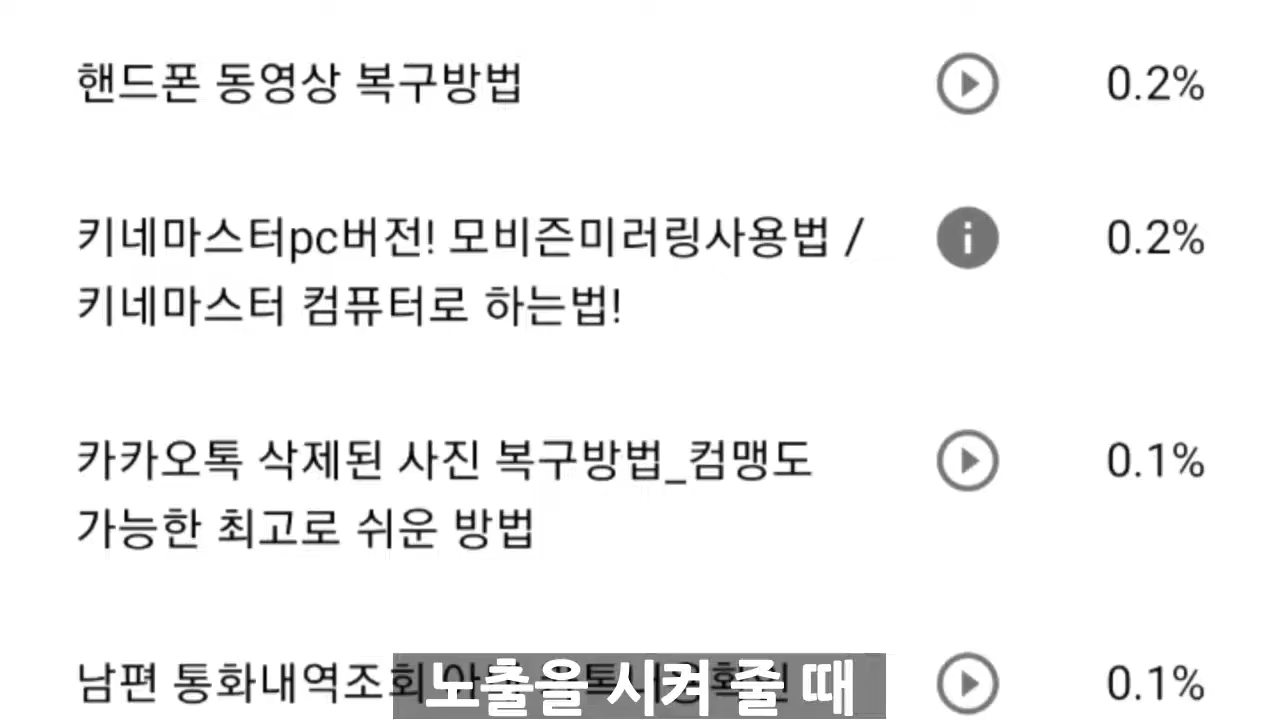 핸드폰 동영상 복구방법
0.2%
키네마스터pc버전! 모비즌미러링사용법 /
0.2%
키네마스터 컴퓨터로 하는법!
카카오톡 삭제된 사진 복구방법_컴맹도
0.1%
가능한 최고로 쉬운 방법
남편 통화내역조회
0.1%
노출을 시켜 줄 때